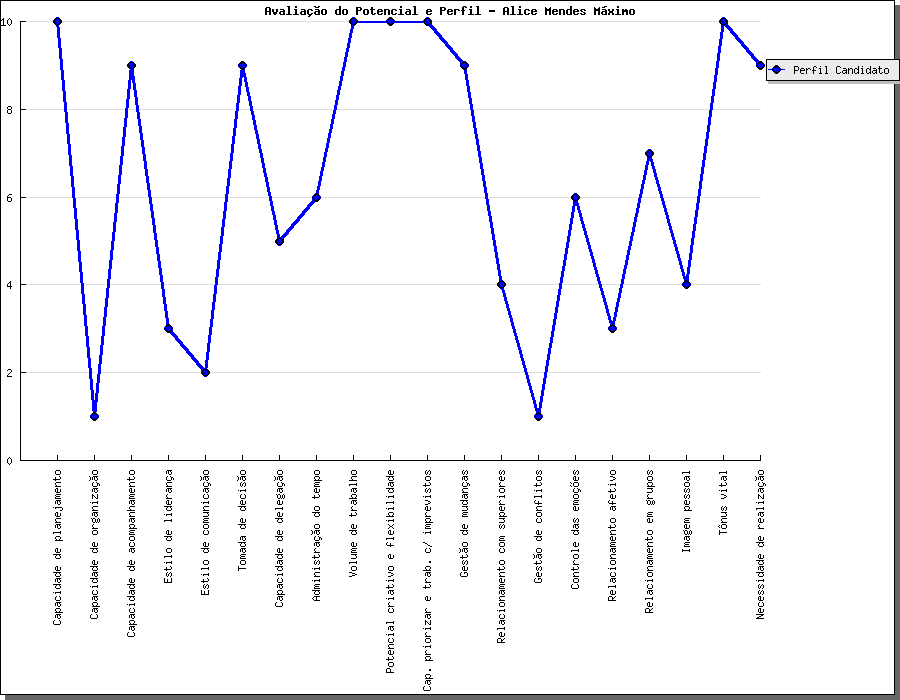 Avaliação do Potencial e Perfil - Alice Mendes Máximo
10
8
6
4
2
0
Perfil Candidato
Capacidade de planejamento
Capacidade de organização
Capacidade de acompanhamento
Estilo de liderança
Estilo de comunicação
Tomada de decisão
Capacidade de delegação
Administração do tempo
Volume de trabalho
Potencial criativo e flexibilidade
Cap. priorizar e trab. c/ imprevistos
Gestão de mudanças
Relacionamento com superiores
Gestão de conflitos
Controle das emoções
Relacionamento afetivo
Relacionamento em grupos
Imagem pessoal
Tônus vital
Necessidade de realização